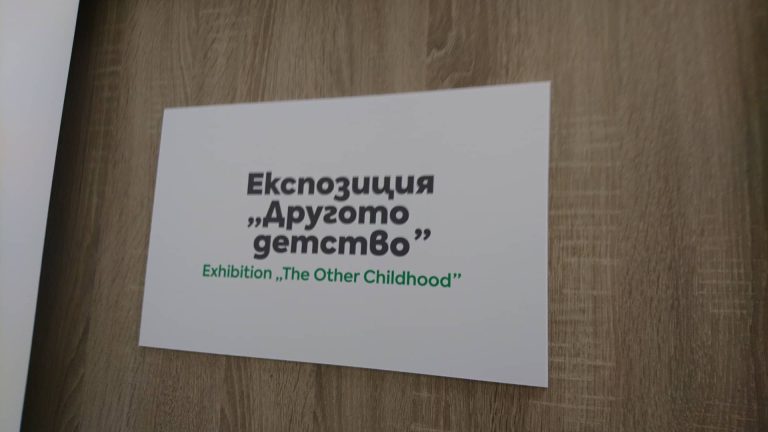 Експозиция
„Другото
детство”
Exhibition „The Other Childhood”